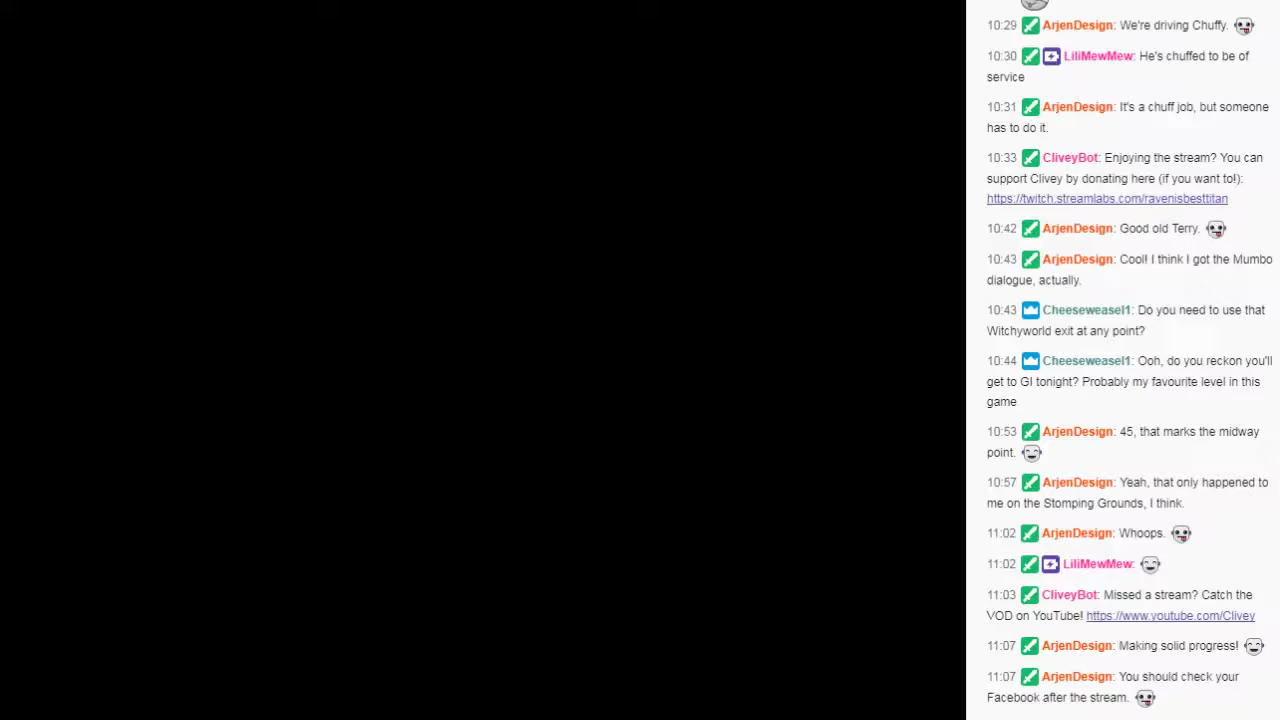 10:29 ArjenDesign: We're driving Chuffy.
10:30 LiliMewMew: He's chuffed to be of
service
10:31 ArjenDesign: It's a chuff job, but someone
has to do it.
10:33 CliveyBot: Enjoying the stream? You can
support Clivey by donating here (if you want to!):
https://twitch.streamlabs.com/ravenisbesttitan
10:42 ArjenDesign: Good old Terry.
10:43 ArjenDesign: Cool! I think I got the Mumbo
dialogue, actually.
10:43 Cheeseweasel1: Do you need to use that
Witchyworld exit at any point?
10:44 Cheeseweasel1: Ooh, do you reckon you'll
get to GI tonight? Probably my favourite level in this
game
10:53 ArjenDesign: 45, that marks the midway
point.
10:57 ArjenDesign: Yeah, that only happened to
me on the Stomping Grounds, I think.
11:02 ArjenDesign: Whoops.
11:02 LiliMewMew:
11:03 CliveyBot: Missed a stream? Catch the
VOD on YouTube! https://www.youtube.com/Clivey
11:07 ArjenDesign: Making solid progress!
11:07 ArjenDesign: You should check your
Facebook after the stream.